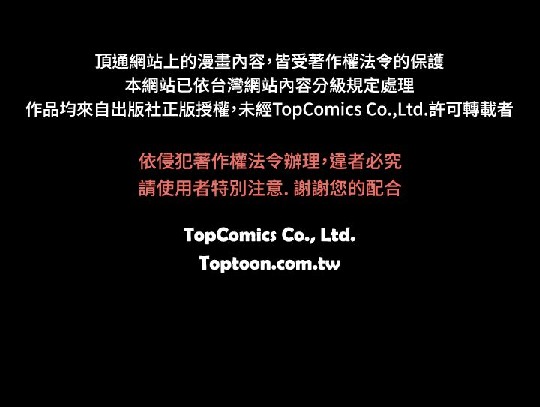 頂通網站上的漫畫內容,皆受著作權法令的保護
本網站已依台灣網站內容分級規定處理
作品均來自出版社正版授權,未經TopComics Co.,Ltd.許可轉載者
依侵犯著作權法令辦理,違者必究
請使用者特別注意. 謝謝您的配合
TopComics Co., Ltd.
Toptoon.com.tw